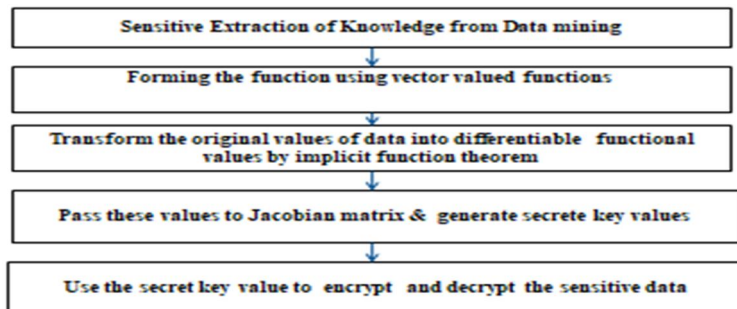 Sensitive Extraction of Knowledge from Data mining
Forming the function using vector valued functions
Transform the original values of data into differentiable functional
values by implicit function theorem
Pass these values to Jacobian matrix & generate secrete key values
Use the secret key value to encrypt and decrypt the sensitive data